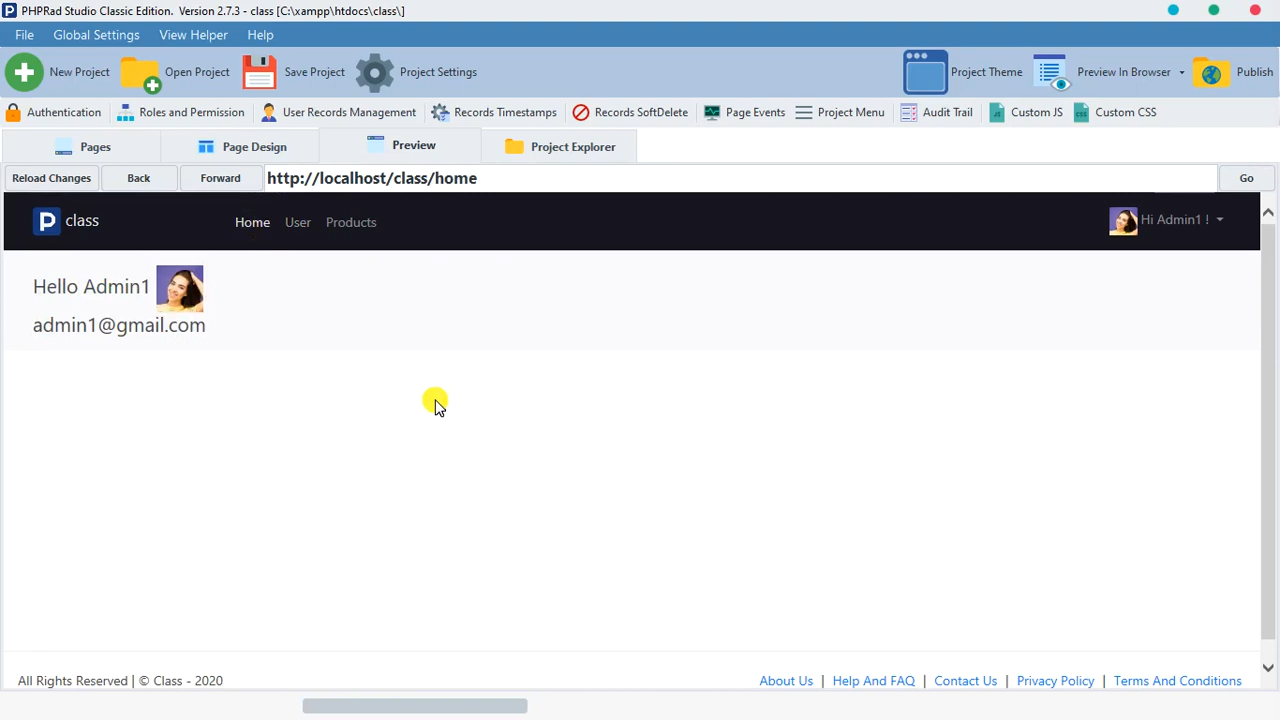 PHPRad Studio Classic Edition. Version 2.7.3 - class [C:\xampp\htdocs\class\]
File Global Settings View Helper Help
New Project Open Project Save Project Project Settings Project Theme Preview In Browser Publish
Authentication Roles and Permission User Records Management Records Timestamps Records SoftDelete Page Events Project Menu Audit Trail Custom JS Custom CSS
Pages Page Design Preview Project Explorer
Reload Changes Back Forward http://localhost/class/home Go
P class Home User Products Hi Admin1 !
Hello Admin1
admin1@gmail.com
All Rights Reserved | © Class - 2020 About Us | Help And FAQ | Contact Us | Privacy Policy | Terms And Conditions